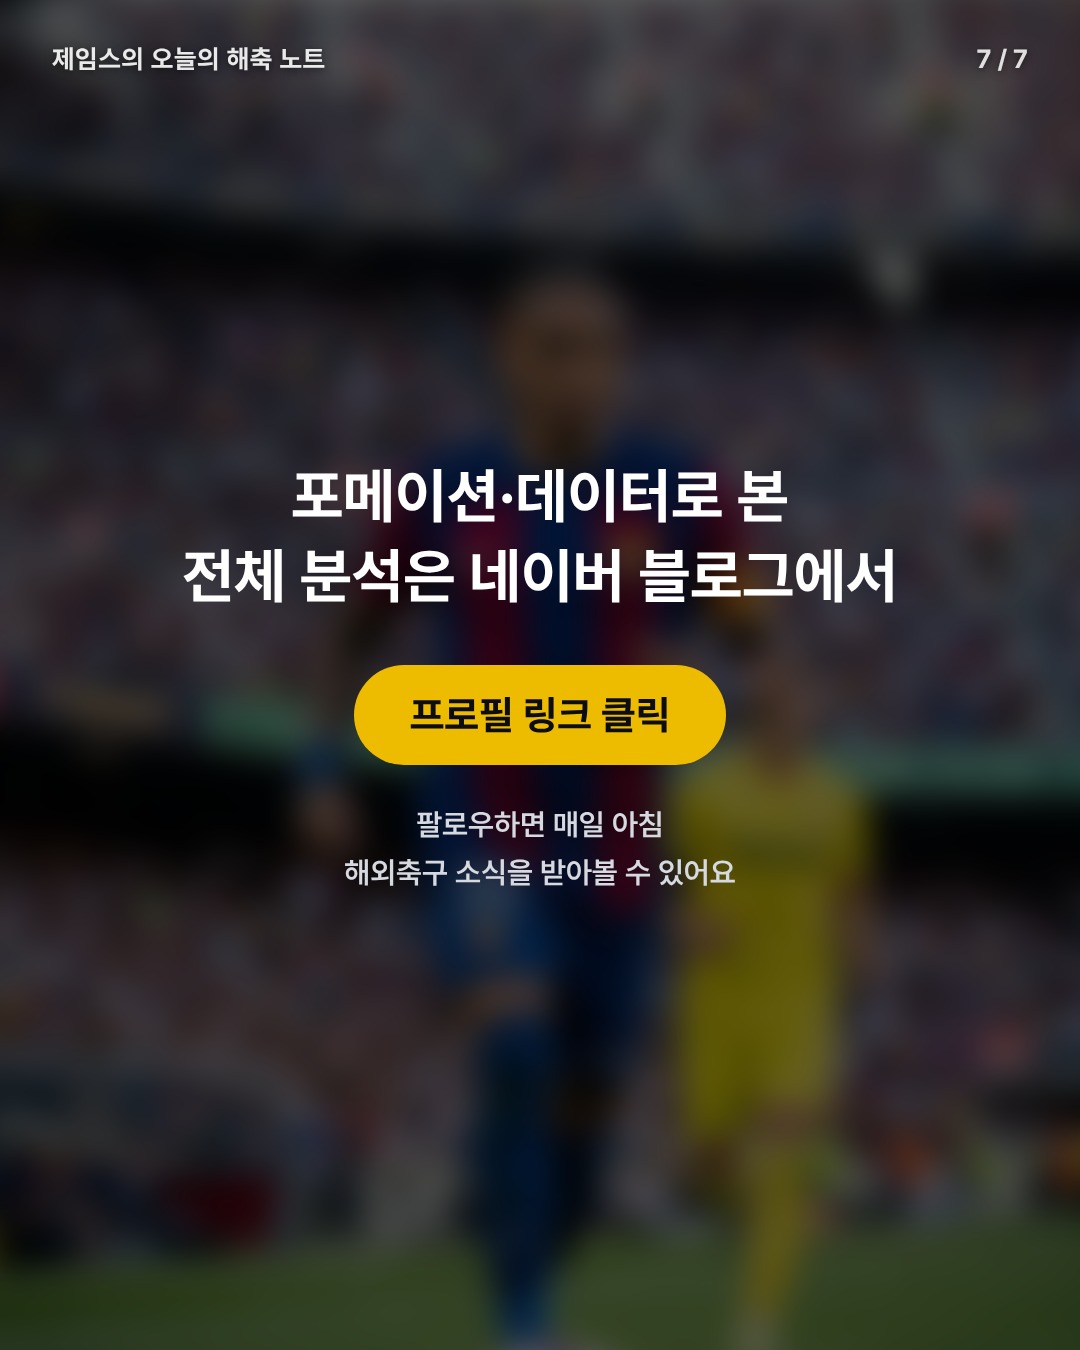 제임스의 오늘의 해축 노트
7 / 7
포메이션·데이터로 본
전체 분석은 네이버 블로그에서
프로필 링크 클릭
팔로우하면 매일 아침
해외축구 소식을 받아볼 수 있어요